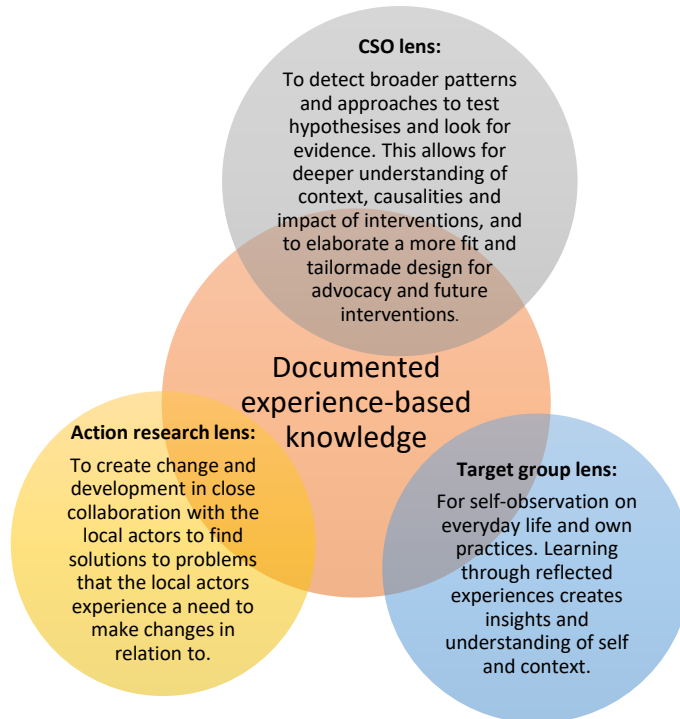 CSO lens:
To detect broader patterns
and approaches to test
hypothesises and look for
evidence. This allows for
deeper understanding of
context, causalities and
impact of interventions, and
to elaborate a more fit and
tailormade design for
advocacy and future
interventions.
Documented
experience-based
knowledge
Action research lens:
To create change and
development in close
collaboration with the
local actors to find
solutions to problems
that the local actors
experience a need to
make changes in
relation to.
Target group lens:
For self-observation on
everyday life and own
practices. Learning
through reflected
experiences creates
insights and
understanding of self
and context.